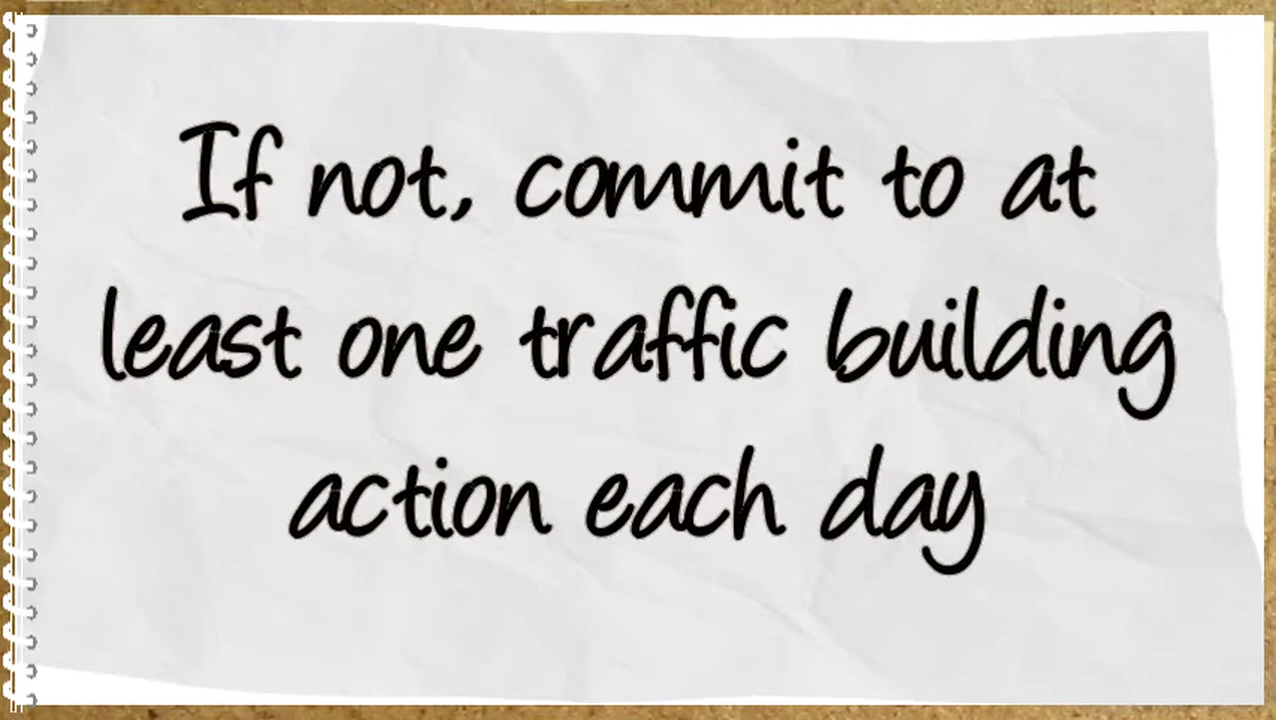 If not, commit to at
least one traffic building
action each day